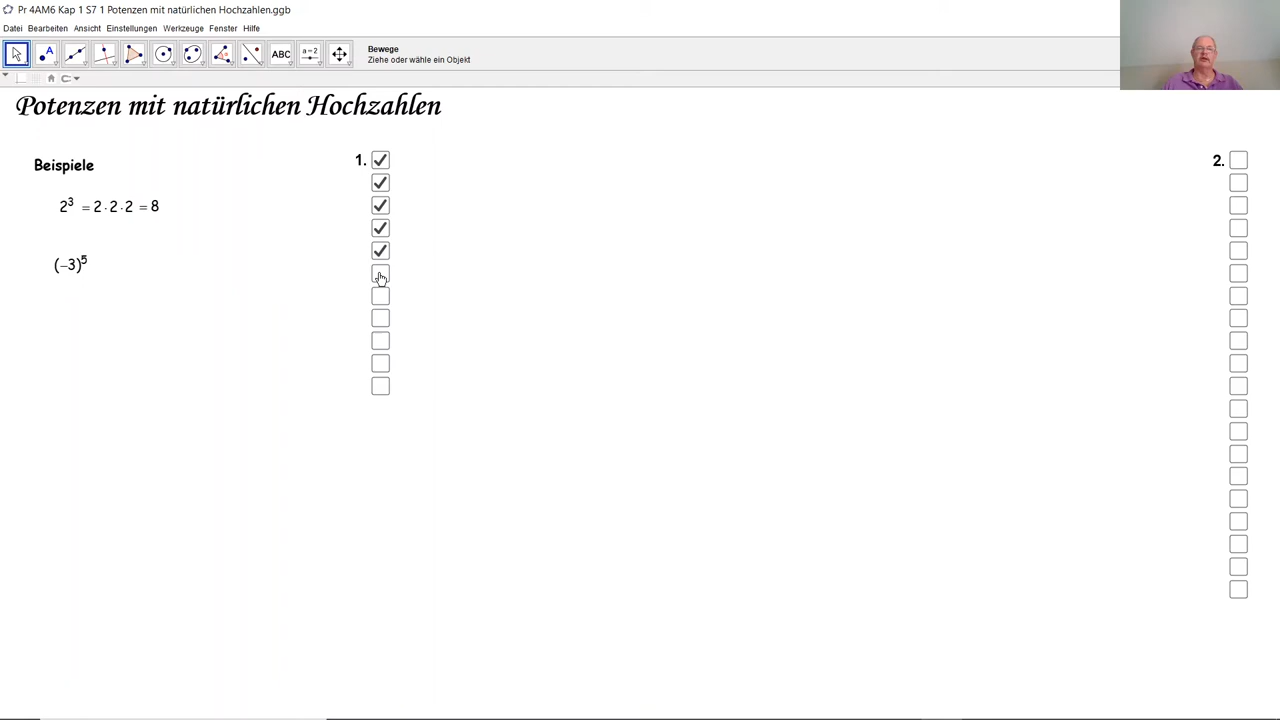 Pr 4AM6 Kap 1 S7 1 Potenzen mit natürlichen Hochzahlen.ggb
Datei Bearbeiten Ansicht Einstellungen Werkzeuge Fenster Hilfe
A ABC a=2
Bewege
Ziehe oder wähle ein Objekt
Potenzen mit natürlichen Hochzahlen
Beispiele
2³ = 2 · 2 · 2 = 8
(–3)⁵
1.
2.